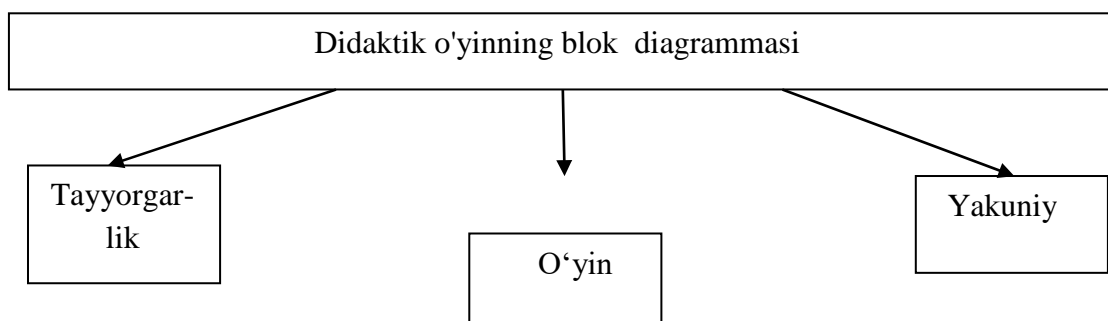 Didaktik o'yinning blok  diagrammasi
Tayyorgar-
lik
Yakuniy
O‘yin